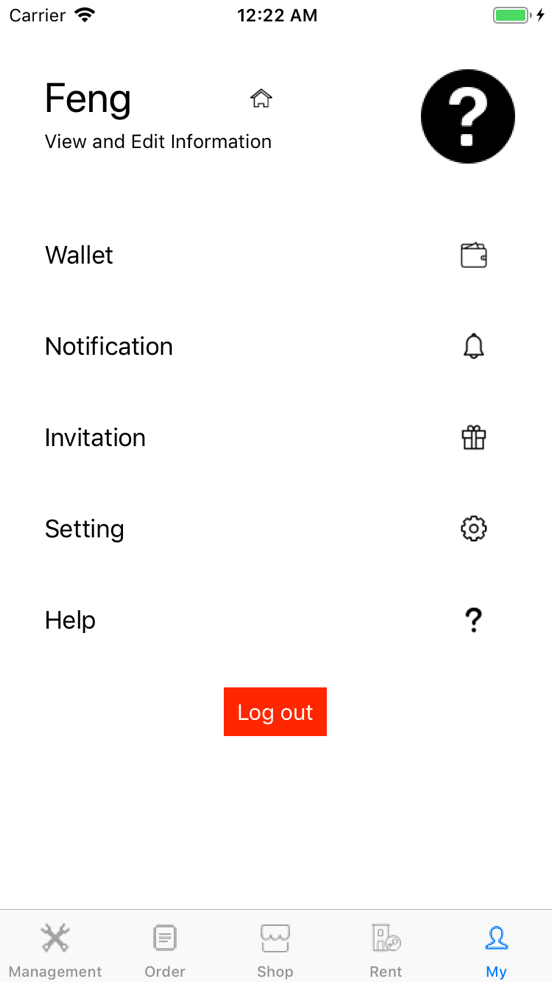 Carrier 12:22 AM
Feng
View and Edit Information
Wallet
Notification
Invitation
Setting
Help
Log out
Management Order Shop Rent My